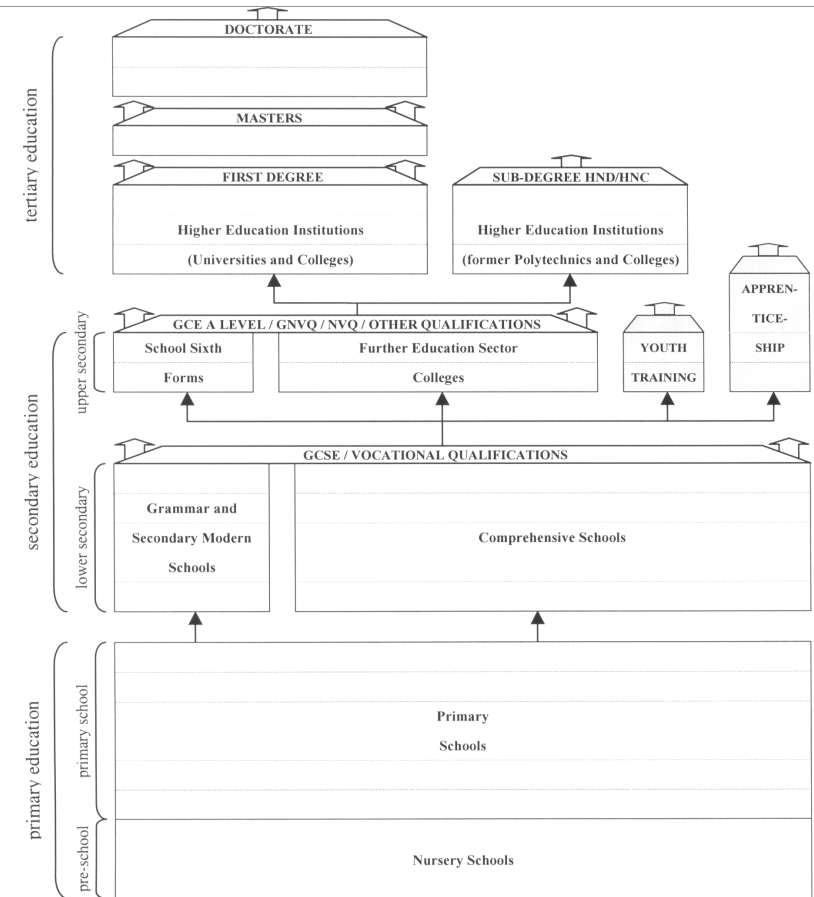 DOCTORATE
MASTERS
FIRST DEGREE
Higher Education Institutions
(Universities and Colleges)
SUB-DEGREE HND/HNC
Higher Education Institutions
(former Polytechnics and Colleges)
tertiary education
GCE A LEVEL / GNVQ / NVQ / OTHER QUALIFICATIONS
School Sixth
Forms
Further Education Sector
Colleges
YOUTH
TRAINING
APPREN-
TICE-
SHIP
upper secondary
secondary education
GCSE / VOCATIONAL QUALIFICATIONS
lower secondary
Grammar and
Secondary Modern
Schools
Comprehensive Schools
primary education
primary school
Primary
Schools
pre-school
Nursery Schools